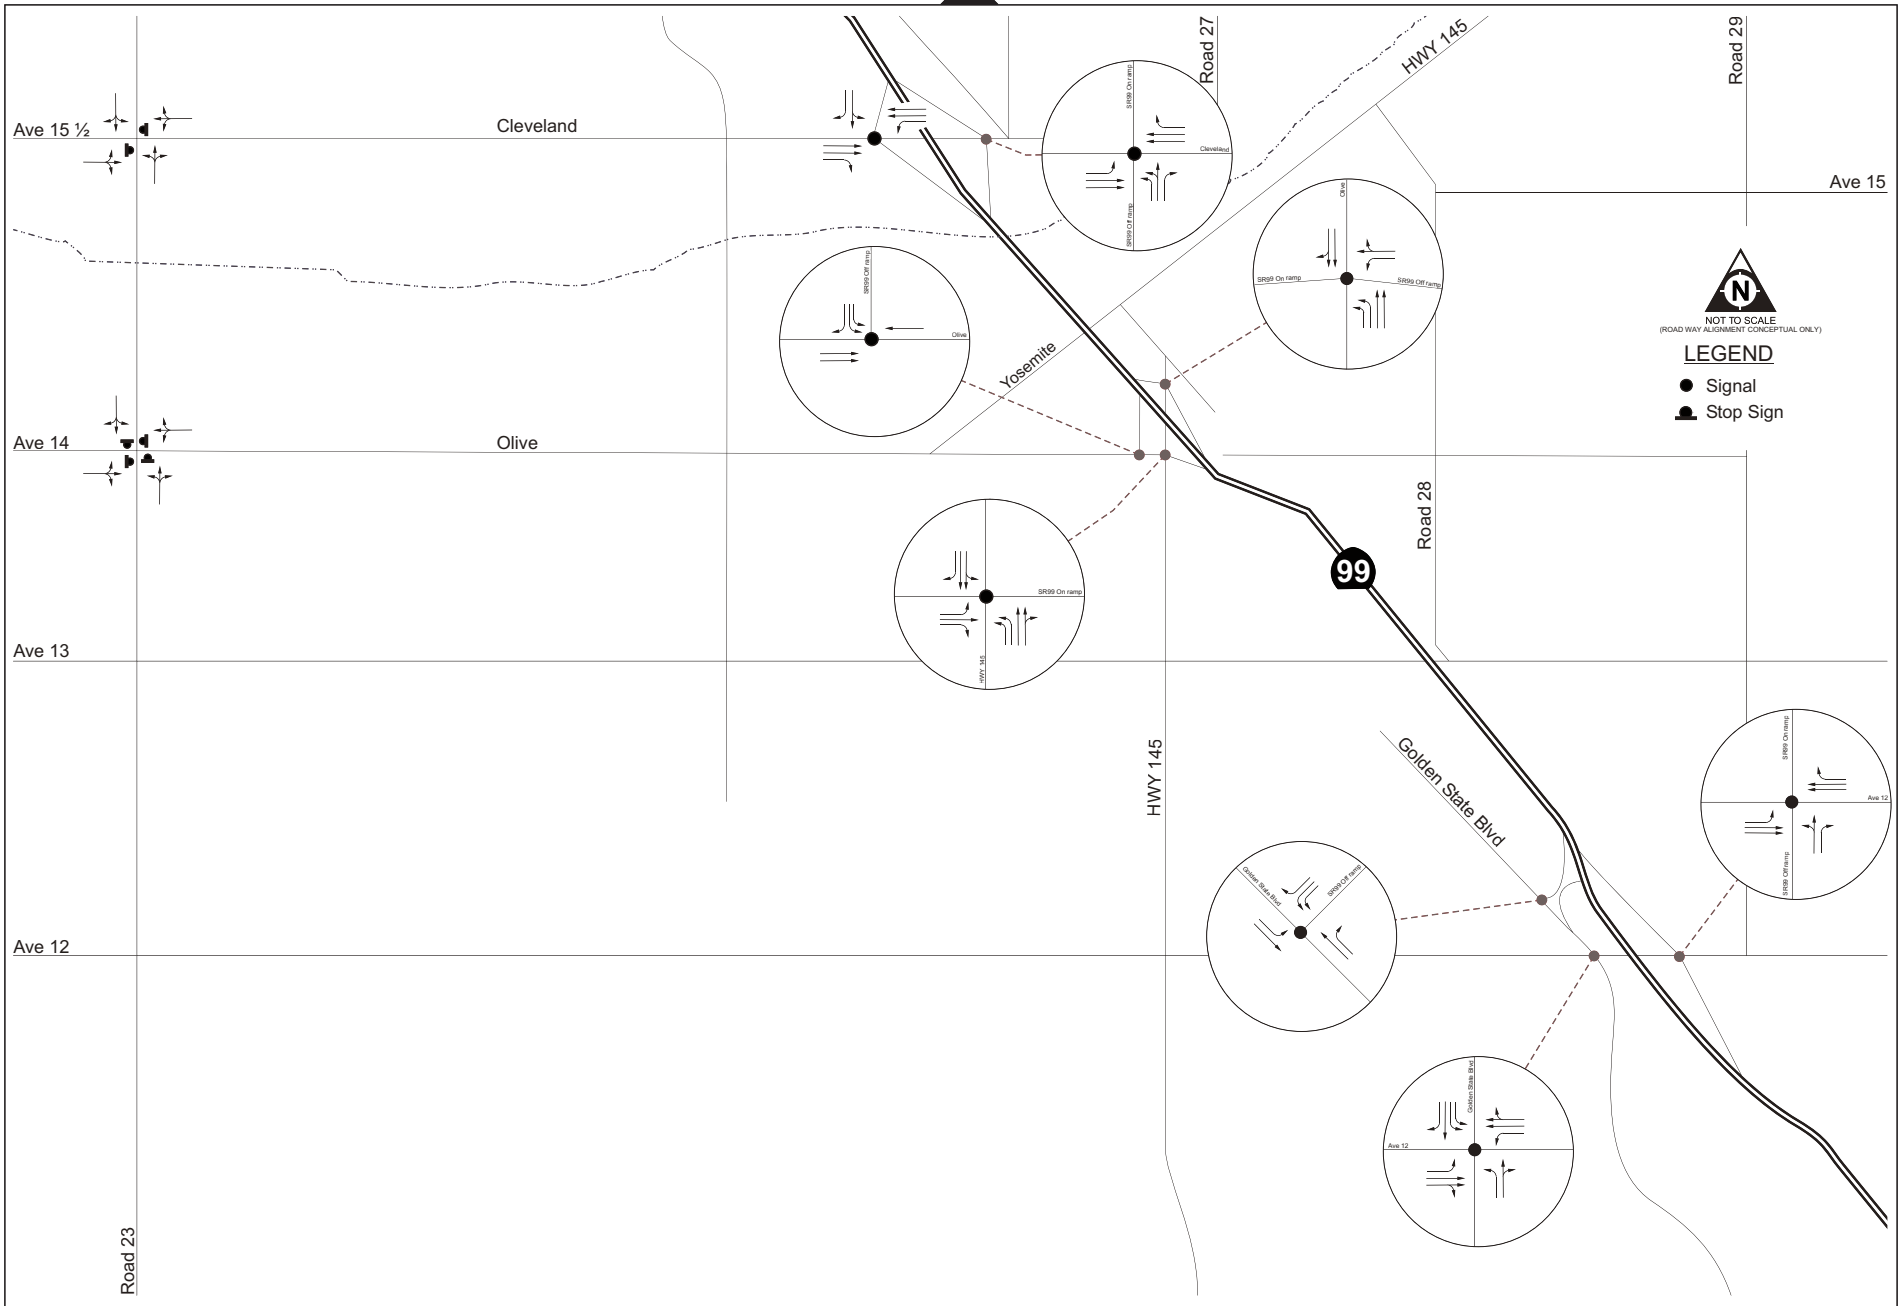 Road 27
HWY 145
Road 29
Ave 15 ½
Cleveland
SR99 On ramp
Cleveland
SR99 Off ramp
Ave 15
Olive
SR99 On ramp
SR99 Off ramp
SR99 Off ramp
Olive
N
NOT TO SCALE
(ROAD WAY ALIGNMENT CONCEPTUAL ONLY)
LEGEND
Signal
Stop Sign
Yosemite
Ave 14
Olive
Road 28
99
SR99 On ramp
HWY 145
Ave 13
HWY 145
Golden State Blvd
SR99 On ramp
Ave 12
SR99 Off ramp
Golden State Blvd
SR99 Off ramp
Ave 12
Golden State Blvd
Ave 12
Road 23